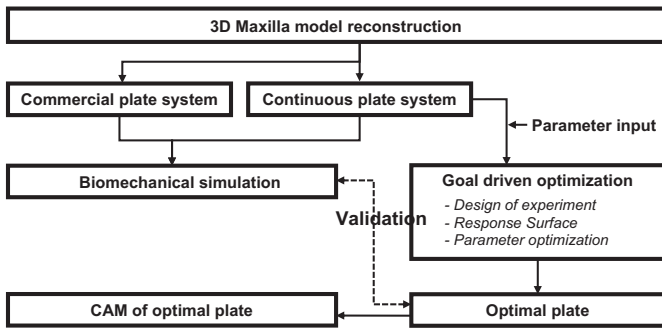 3D Maxilla model reconstruction
Commercial plate system
Continuous plate system
Parameter input
Biomechanical simulation
Goal driven optimization
- Design of experiment
- Response Surface
- Parameter optimization
Validation
CAM of optimal plate
Optimal plate